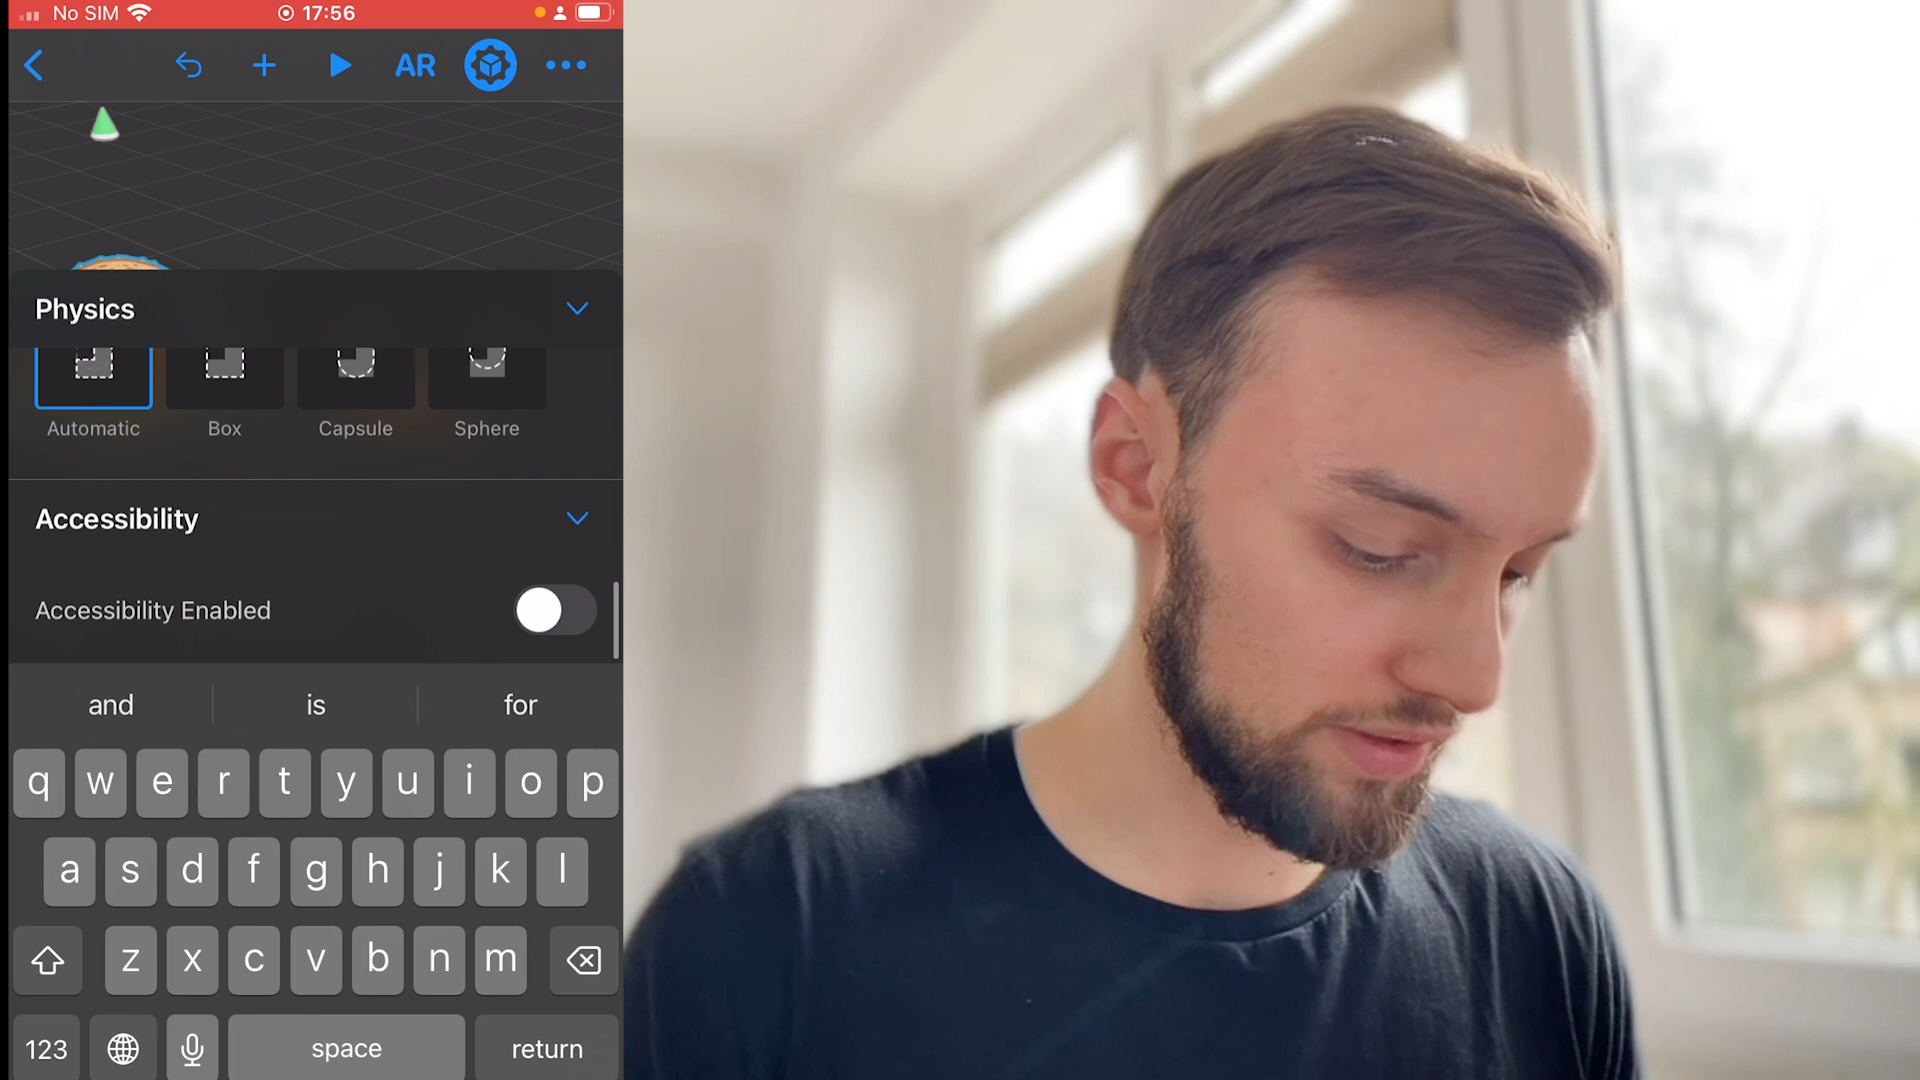 No SIM 17:56
AR
Physics
Automatic Box Capsule Sphere
Accessibility
Accessibility Enabled
and is for
q w e r t y u i o p
a s d f g h j k l
z x c v b n m
123 space return